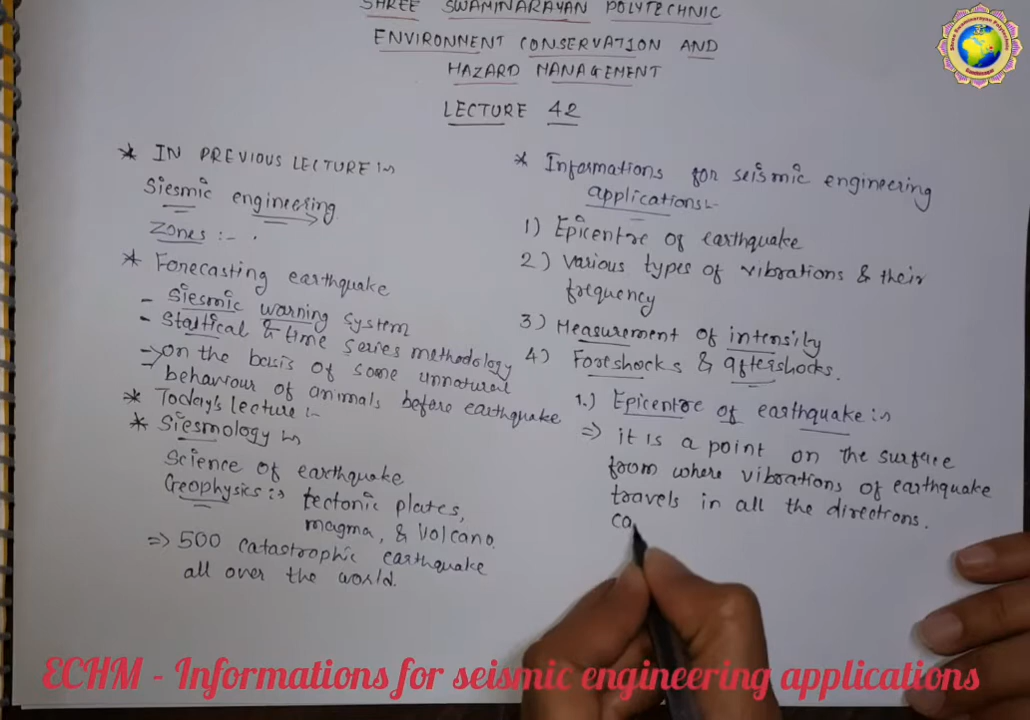 SHREE SWAMINARAYAN POLYTECHNIC
ENVIRONMENT CONSERVATION AND
HAZARD MANAGEMENT
LECTURE 42
* IN PREVIOUS LECTURE :-
Siesmic engineering
Zones :- .
* Forecasting earthquake
- Siesmic warning system
- Stastical & time series methodology
-> on the basis of some unnatural
behaviour of animals before earthquake
* Today's lecture :-
* Siesmology :-
Science of earthquake
Geophysics :-> tectonic plates,
magma, & Volcano.
=> 500 catastrophic earthquake
all over the world.
* Informations for seismic engineering
applications :-
1) Epicentre of earthquake
2) Various types of vibrations & their
frequency
3) Measurement of intensity
4) Foreshocks & aftershocks.
1.) Epicentre of earthquake :-
=> it is a point on the surface
from where vibrations of earthquake
travels in all the directions.
ca
ECHM - Informations for seismic engineering applications